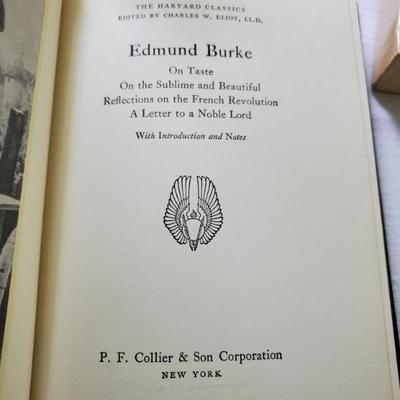 THE HARVARD CLASSICS
EDITED BY CHARLES W. ELIOT, LL.D.
Edmund Burke
On Taste
On the Sublime and Beautiful
Reflections on the French Revolution
A Letter to a Noble Lord
With Introduction and Notes
P. F. Collier & Son Corporation
NEW YORK